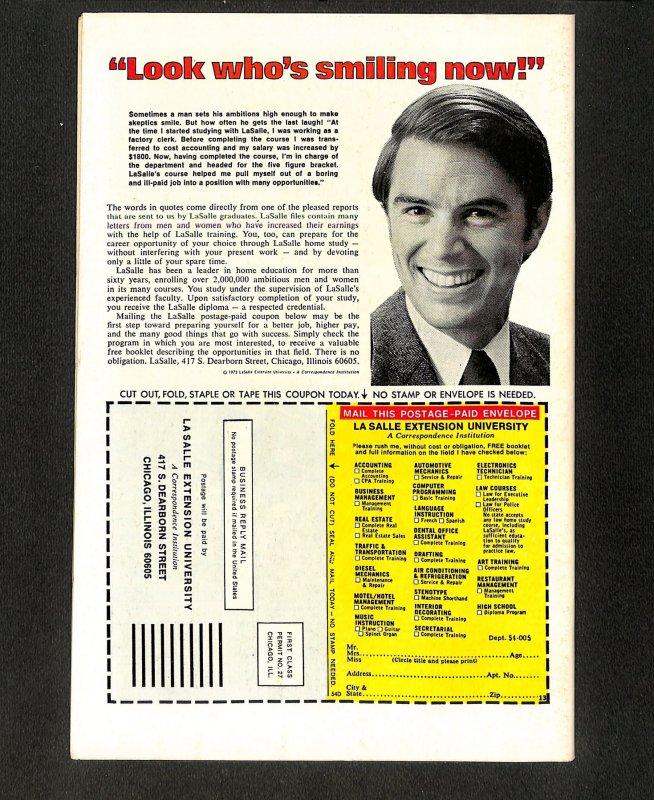 “Look who’s smiling now!”
Sometimes a man sets his ambitions high enough to make
skeptics smile. But how often he gets the last laugh! “At
the time I started studying with LaSalle, I was working as a
factory clerk. Before completing the course I was trans-
ferred to cost accounting and my salary was increased by
$1800. Now, having completed the course, I’m in charge of
the department and headed for the five figure bracket.
LaSalle’s course helped me pull myself out of a boring
and ill-paid job into a position with many opportunities.”
The words in quotes come directly from one of the pleased reports
that are sent to us by LaSalle graduates. LaSalle files contain many
letters from men and women who have increased their earnings
with the help of LaSalle training. You, too, can prepare for the
career opportunity of your choice through LaSalle home study —
without interfering with your present work — and by devoting
only a little of your spare time.
LaSalle has been a leader in home education for more than
sixty years, enrolling over 2,000,000 ambitious men and women
in its many courses. You study under the supervision of LaSalle’s
experienced faculty. Upon satisfactory completion of your study,
you receive the LaSalle diploma — a respected credential.
Mailing the LaSalle postage-paid coupon below may be the
first step toward preparing yourself for a better job, higher pay,
and the many good things that go with success. Simply check the
program in which you are most interested, to receive a valuable
free booklet describing the opportunities in that field. There is no
obligation. LaSalle, 417 S. Dearborn Street, Chicago, Illinois 60605.
© 1973 LaSalle Extension University • A Correspondence Institution
CUT OUT, FOLD, STAPLE OR TAPE THIS COUPON TODAY. NO STAMP OR ENVELOPE IS NEEDED.
BUSINESS REPLY MAIL
No postage stamp required if mailed in the United States
Postage will be paid by
LA SALLE EXTENSION UNIVERSITY
A Correspondence Institution
417 S. DEARBORN STREET
CHICAGO, ILLINOIS 60605
FIRST CLASS
PERMIT NO. 27
CHICAGO, ILL.
FOLD HERE (DO NOT CUT) SEAL AND MAIL TODAY – NO STAMP NEEDED.
54D
MAIL THIS POSTAGE-PAID ENVELOPE
LA SALLE EXTENSION UNIVERSITY
A Correspondence Institution
Please rush me, without cost or obligation, FREE booklet
and full information on the field I have checked below:
ACCOUNTING
Complete
Accounting
CPA Training
BUSINESS
MANAGEMENT
Management
Training
REAL ESTATE
Complete Real
Estate
Real Estate Sales
TRAFFIC &
TRANSPORTATION
Complete Training
DIESEL
MECHANICS
Maintenance
& Repair
MOTEL/HOTEL
MANAGEMENT
Complete Training
MUSIC
INSTRUCTION
Piano Guitar
Spinet Organ
AUTOMOTIVE
MECHANICS
Service & Repair
COMPUTER
PROGRAMMING
Basic Training
LANGUAGE
INSTRUCTION
French Spanish
DENTAL OFFICE
ASSISTANT
Complete Training
DRAFTING
Complete Training
AIR CONDITIONING
& REFRIGERATION
Service & Repair
STENOTYPE
Machine Shorthand
INTERIOR
DECORATING
Complete Training
SECRETARIAL
Complete Training
ELECTRONICS
TECHNICIAN
Technician Training
LAW COURSES
Law for Executive
Leadership
Law for Police
Officers
No state accepts
any law home study
course, including
LaSalle’s, as
sufficient educa-
tion to qualify
for admission to
practice law.
ART TRAINING
Complete Training
RESTAURANT
MANAGEMENT
Management
Training
HIGH SCHOOL
Diploma Program
Dept. 54-005
Mr.
Mrs. Age
Miss (Circle title and please print)
Address Apt. No.
City &
State Zip
13